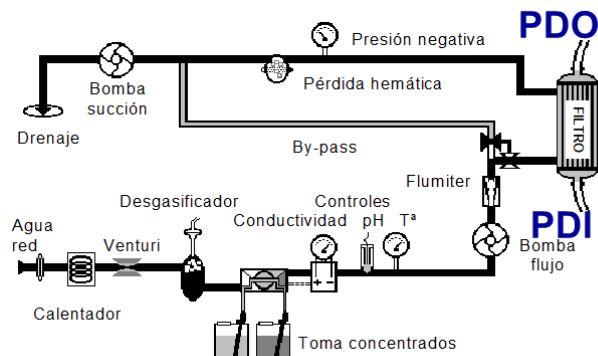 PDO
Presión negativa
Bomba
succión
Pérdida hemática
FILTRO
Drenaje
By-pass
Flumiter
Desgasificador
Controles
Conductividad pH Tª
PDI
Agua
red
Venturi
Bomba
flujo
Calentador
Toma concentrados